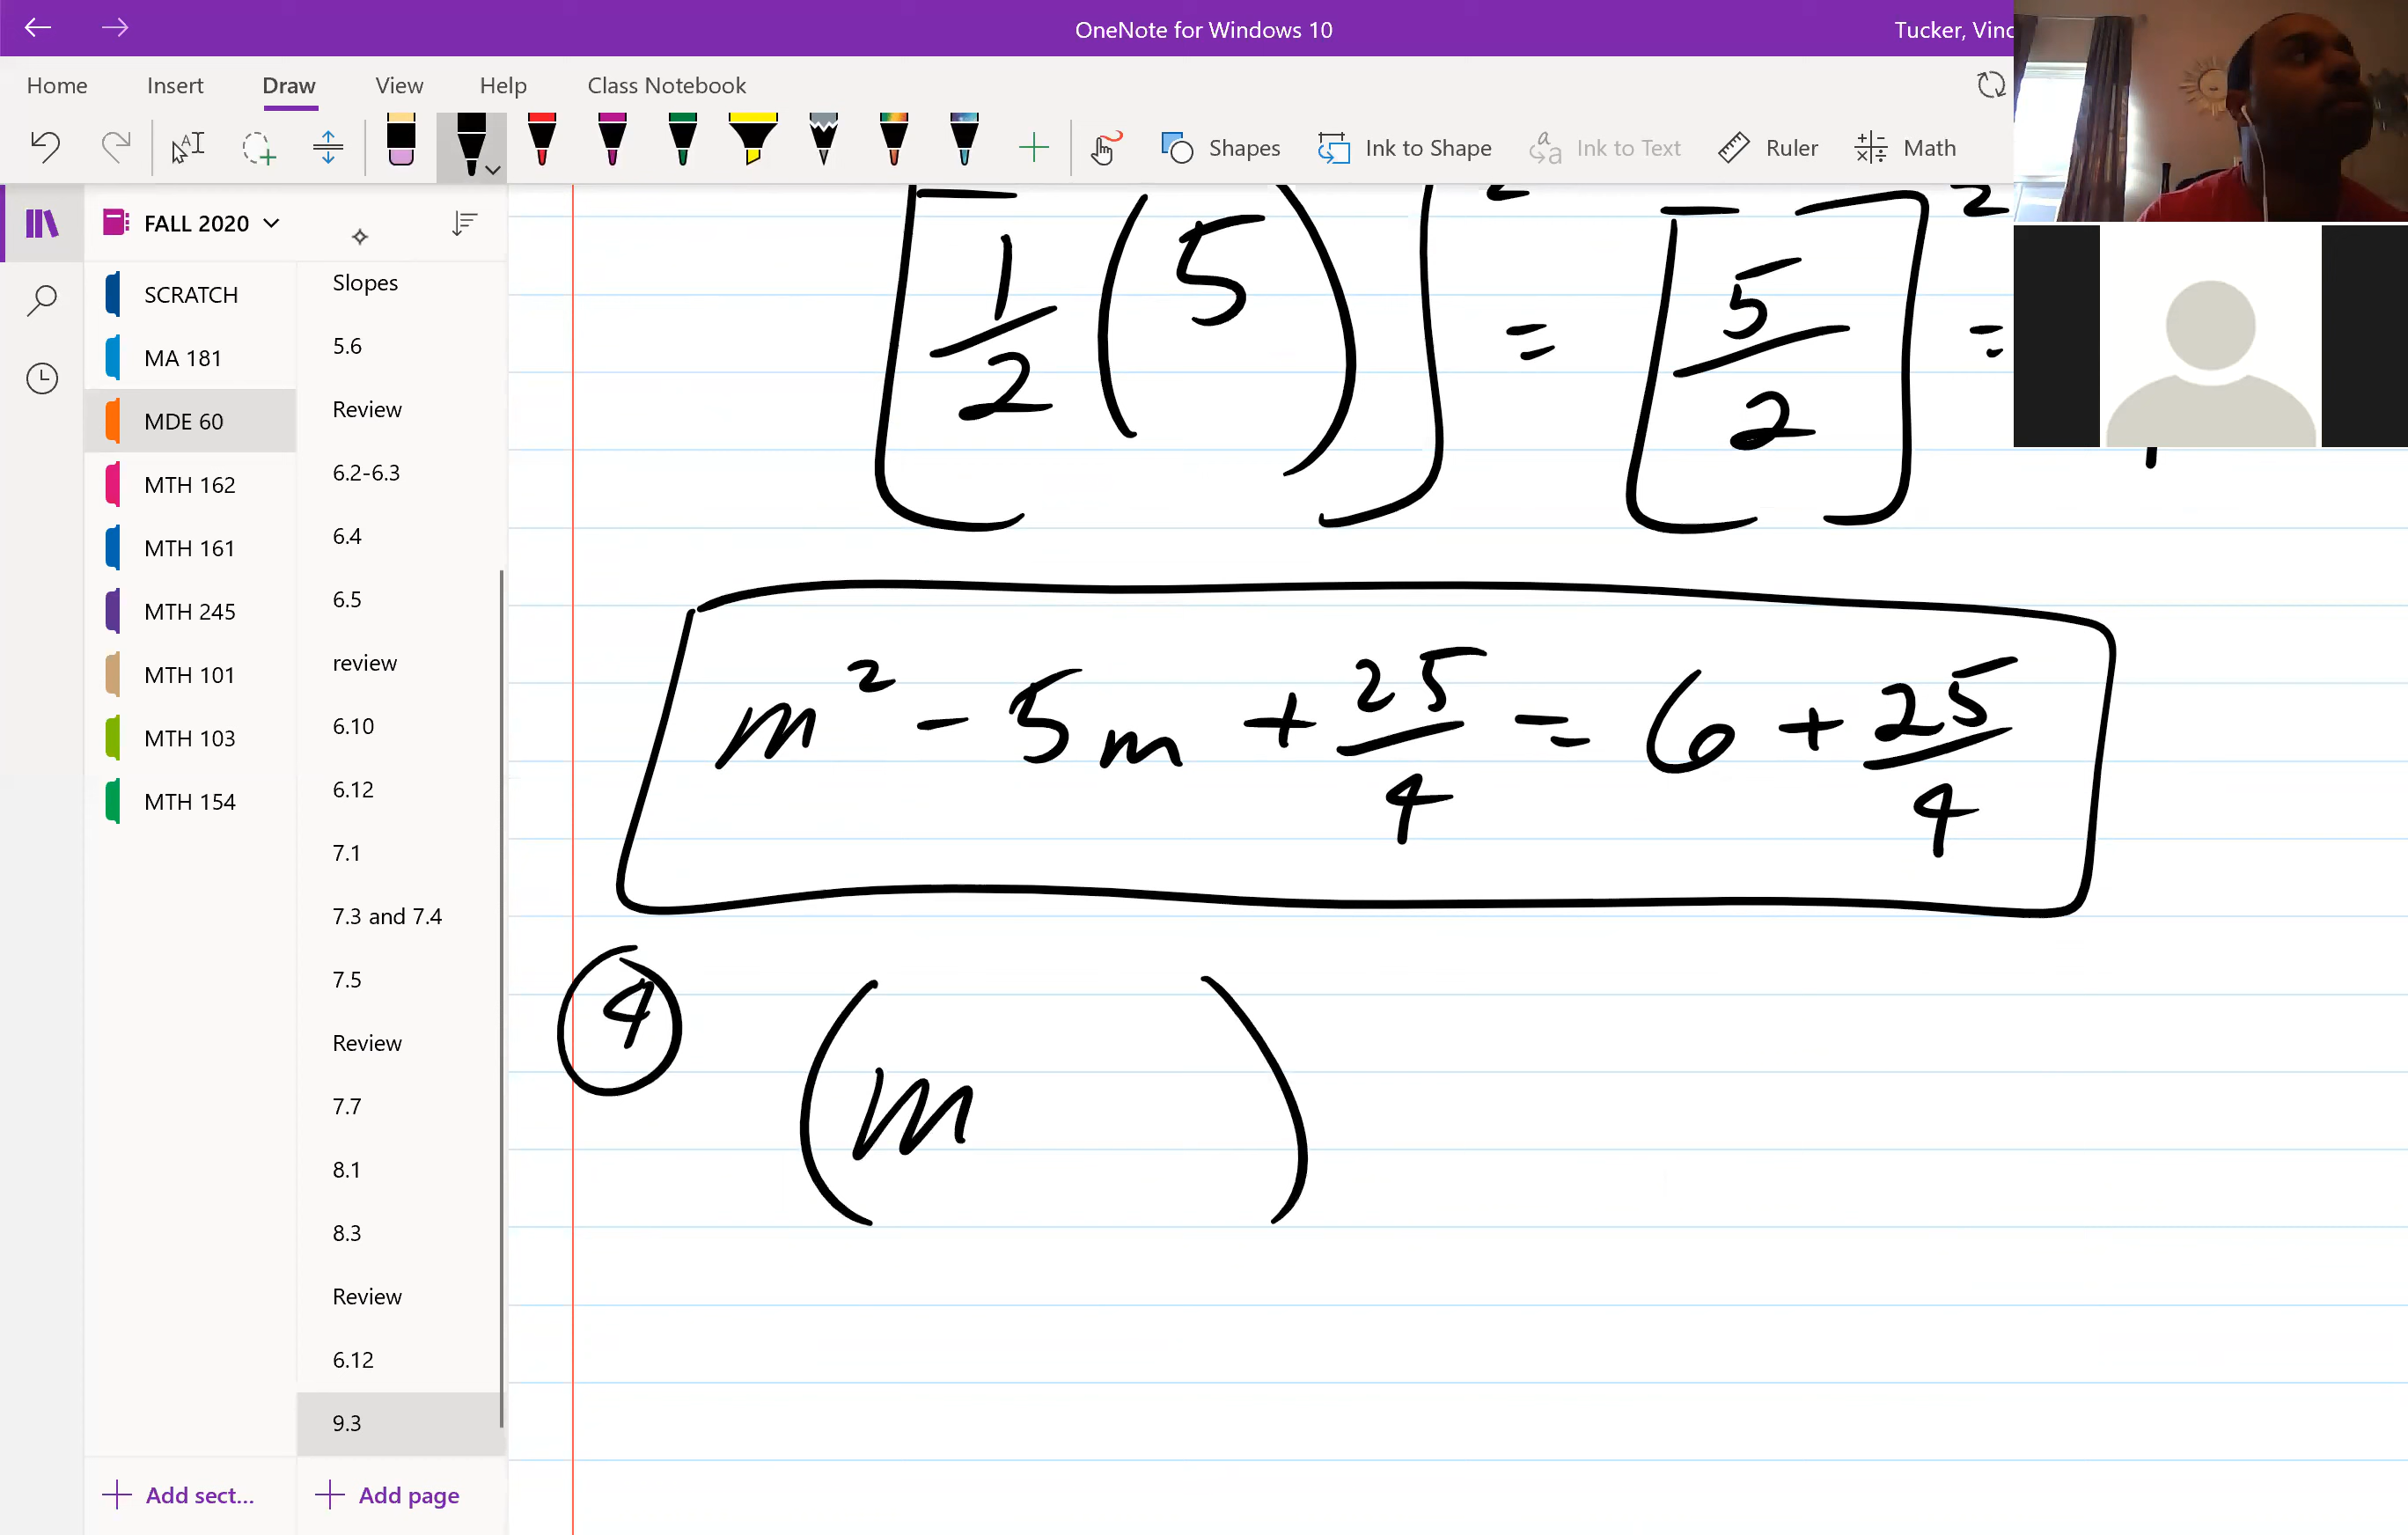 OneNote for Windows 10
Tucker, Vinc
Home Insert Draw View Help Class Notebook
Shapes Ink to Shape Ink to Text Ruler Math
FALL 2020
SCRATCH
MA 181
MDE 60
MTH 162
MTH 161
MTH 245
MTH 101
MTH 103
MTH 154
Add sect...
Slopes
5.6
Review
6.2-6.3
6.4
6.5
review
6.10
6.12
7.1
7.3 and 7.4
7.5
Review
7.7
8.1
8.3
Review
6.12
9.3
Add page
[1/2 (5)]² = [5/2]² =
m² - 5m + 25/4 = 6 + 25/4
④ (m )